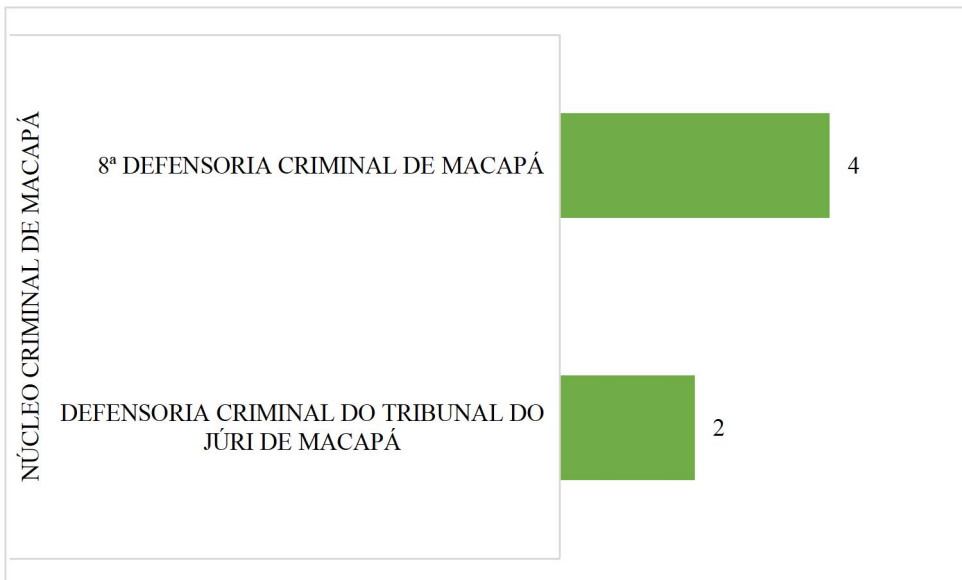 NÚCLEO CRIMINAL DE MACAPÁ
8ª DEFENSORIA CRIMINAL DE MACAPÁ
4
DEFENSORIA CRIMINAL DO TRIBUNAL DO
JÚRI DE MACAPÁ
2